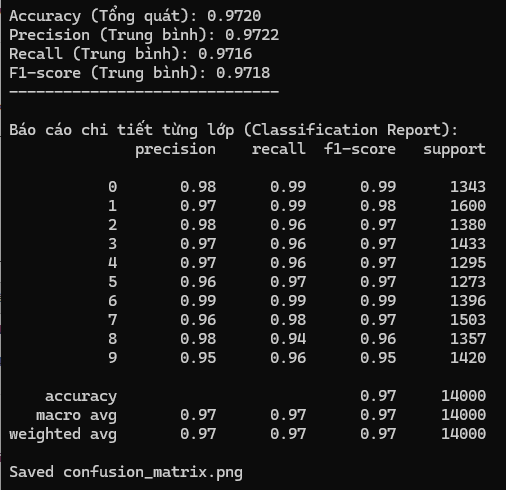 Accuracy (Tổng quát): 0.9720
Precision (Trung bình): 0.9722
Recall (Trung bình): 0.9716
F1-score (Trung bình): 0.9718
------------------------------
Báo cáo chi tiết từng lớp (Classification Report):
precision recall f1-score support
0 0.98 0.99 0.99 1343
1 0.97 0.99 0.98 1600
2 0.98 0.96 0.97 1380
3 0.97 0.96 0.97 1433
4 0.97 0.96 0.97 1295
5 0.96 0.97 0.97 1273
6 0.99 0.99 0.99 1396
7 0.96 0.98 0.97 1503
8 0.98 0.94 0.96 1357
9 0.95 0.96 0.95 1420
accuracy 0.97 14000
macro avg 0.97 0.97 0.97 14000
weighted avg 0.97 0.97 0.97 14000
Saved confusion_matrix.png